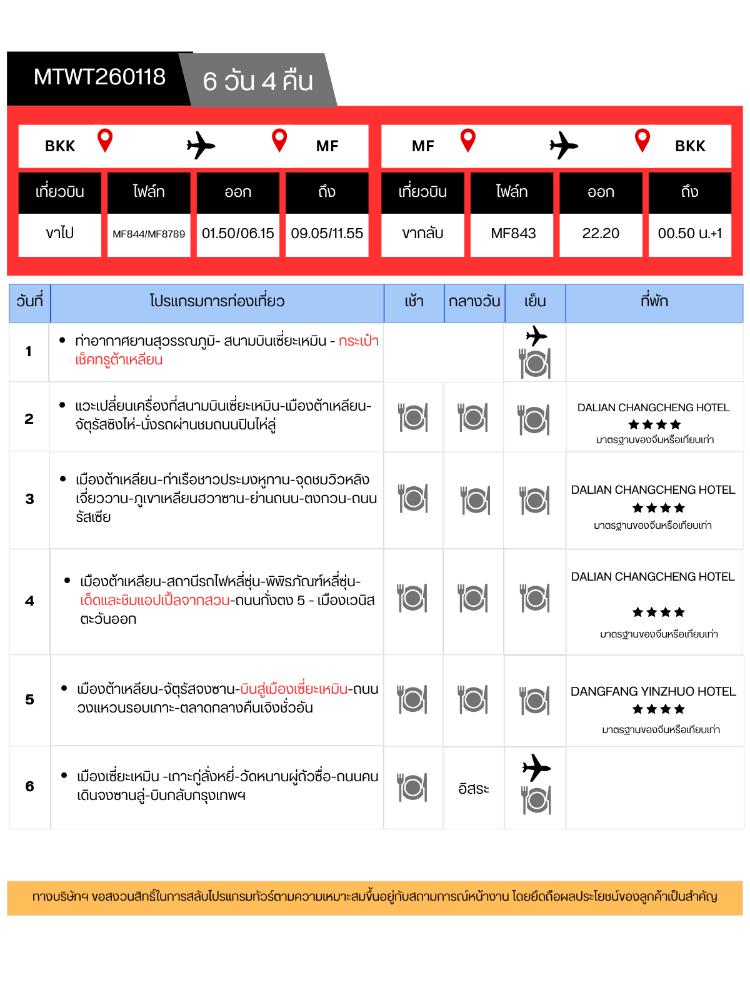 MTWT260118
6 วัน 4 คืน
BKK MF
MF BKK
เที่ยวบิน ไฟล์ท ออก ถึง
เที่ยวบิน ไฟล์ท ออก ถึง
ขาไป MF844/MF8789 01.50/06.15 09.05/11.55
ขากลับ MF843 22.20 00.50 น.+1
วันที่ โปรแกรมการท่องเที่ยว เช้า กลางวัน เย็น ที่พัก
1
• ท่าอากาศยานสุวรรณภูมิ- สนามบินเซี่ยะเหมิน - กระเป๋า
เช็คทรูต้าเหลียน
2
• แวะเปลี่ยนเครื่องที่สนามบินเซี่ยะเหมิน-เมืองต้าเหลียน-
จัตุรัสซิงไห่-นั่งรถผ่านชมถนนปินไห่ลู่
DALIAN CHANGCHENG HOTEL
★★★★
มาตรฐานของจีนหรือเทียบเท่า
3
• เมืองต้าเหลียน-ท่าเรือชาวประมงหูทาน-จุดชมวิวหลิง
เจี่ยววาน-ภูเขาเหลียนฮวาซาน-ย่านถนน-ตงกวน-ถนน
รัสเซีย
DALIAN CHANGCHENG HOTEL
★★★★
มาตรฐานของจีนหรือเทียบเท่า
4
• เมืองต้าเหลียน-สถานีรถไฟหลี่ซุ่น-พิพิธภัณฑ์หลี่ซุ่น-
เด็ดและชิมแอปเปิ้ลจากสวน-ถนนกั่งตง 5 - เมืองเวนิส
ตะวันออก
DALIAN CHANGCHENG HOTEL
★★★★
มาตรฐานของจีนหรือเทียบเท่า
5
• เมืองต้าเหลียน-จัตุรัสจงซาน-บินสู่เมืองเซี่ยะเหมิน-ถนน
วงแหวนรอบเกาะ-ตลาดกลางคืนเจิงชั่วอัน
DANGFANG YINZHUO HOTEL
★★★★
มาตรฐานของจีนหรือเทียบเท่า
6
• เมืองเซี่ยะเหมิน -เกาะกู่ลั่งหยี่-วัดหนานผู่ถัวซื่อ-ถนนคน
เดินจงซานลู่-บินกลับกรุงเทพฯ
อิสระ
ทางบริษัทฯ ขอสงวนสิทธิ์ในการสลับโปรแกรมทัวร์ตามความเหมาะสมขึ้นอยู่กับสถามการณ์หน้างาน โดยยึดถือผลประโยชน์ของลูกค้าเป็นสำคัญ